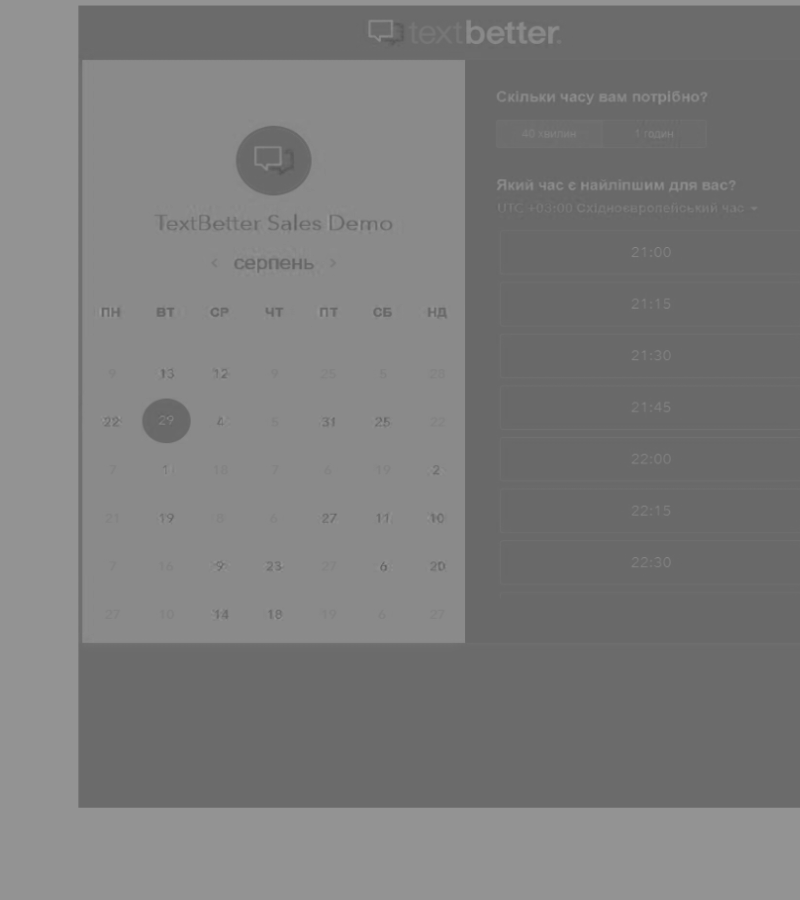 textbetter
TextBetter Sales Demo
‹ серпень ›
ПН ВТ СР ЧТ ПТ СБ НД
9 13 12 9 25 5 23
22 29 4 5 31 25 22
7 1 18 7 6 19 2
21 19 8 6 27 11 10
7 16 9 23 27 6 20
27 10 14 18 19 6 27
Скільки часу вам потрібно?
40 хвилин 1 годин
Який час є найліпшим для вас?
UTC +03:00 Східноєвропейський час
21:00
21:15
21:30
21:45
22:00
22:15
22:30